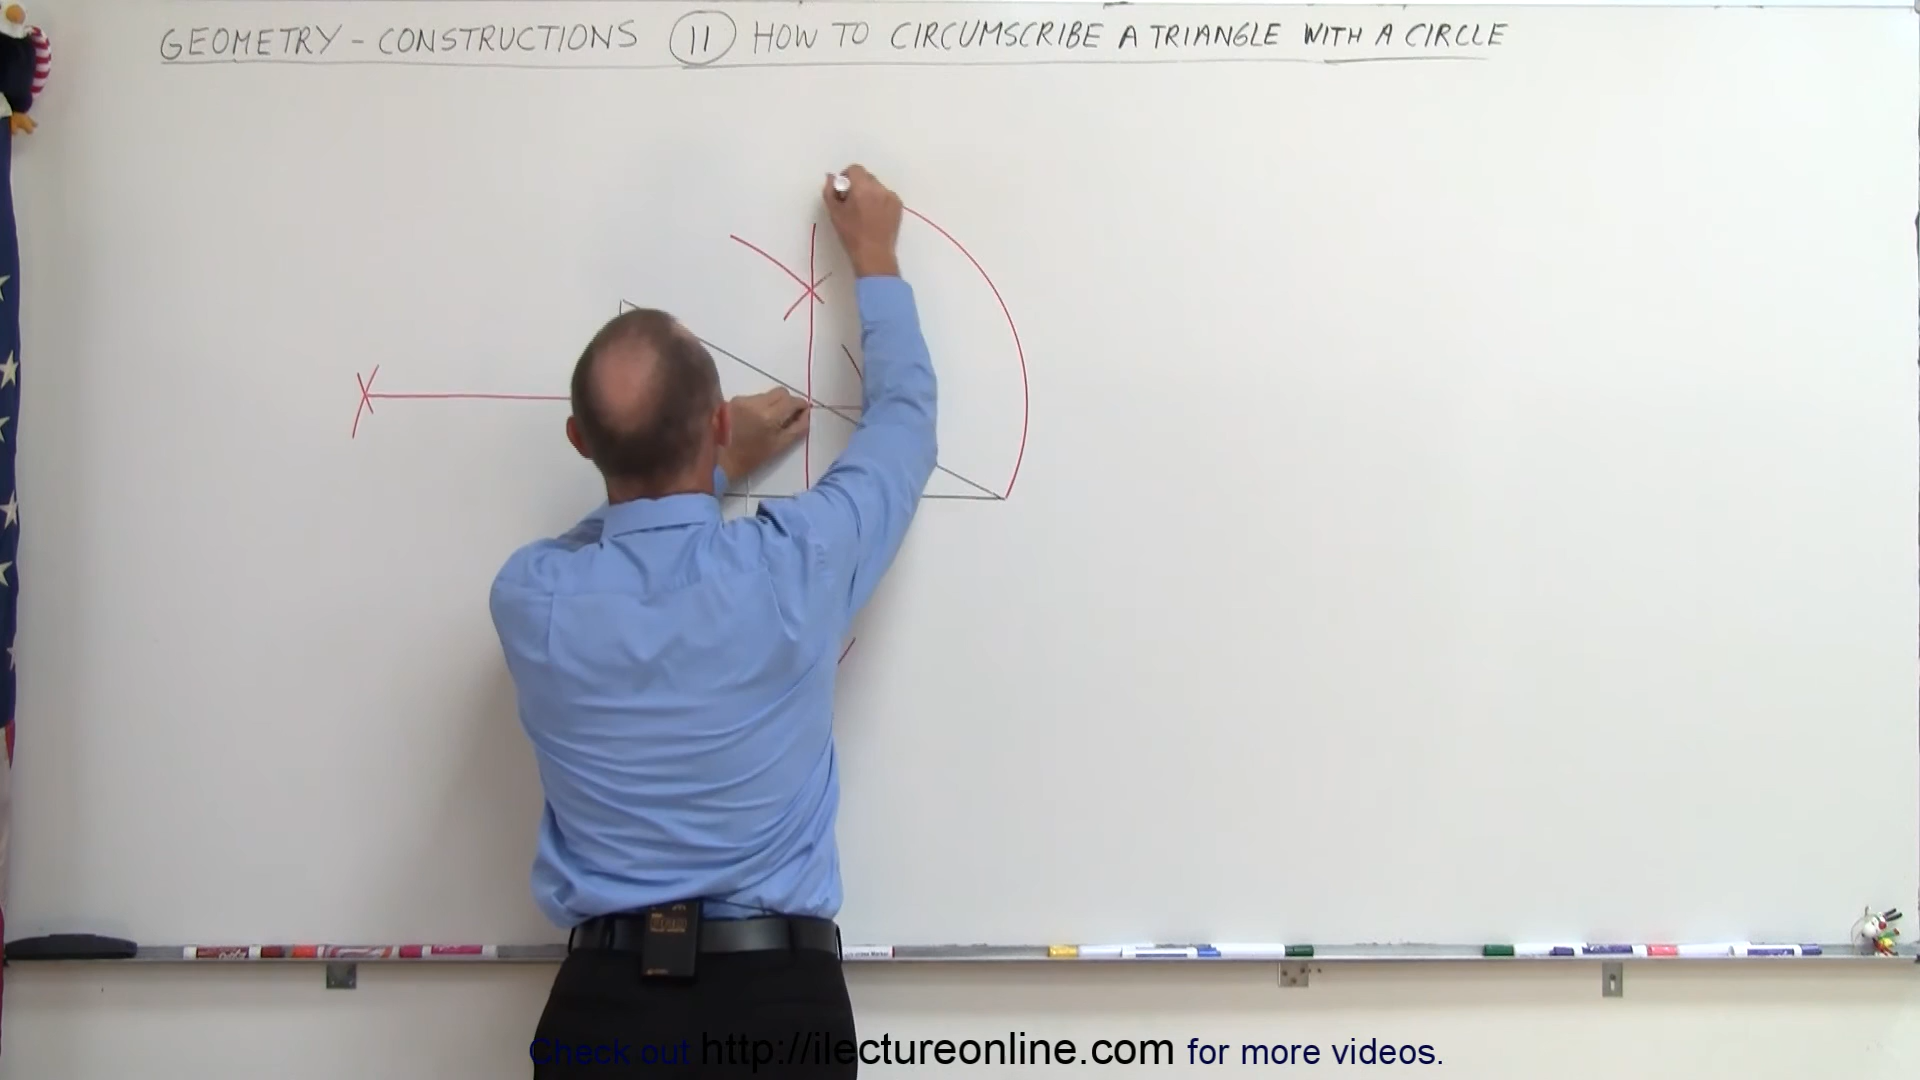 GEOMETRY - CONSTRUCTIONS 11 HOW TO CIRCUMSCRIBE A TRIANGLE WITH A CIRCLE
Check out http://ilectureonline.com for more videos.